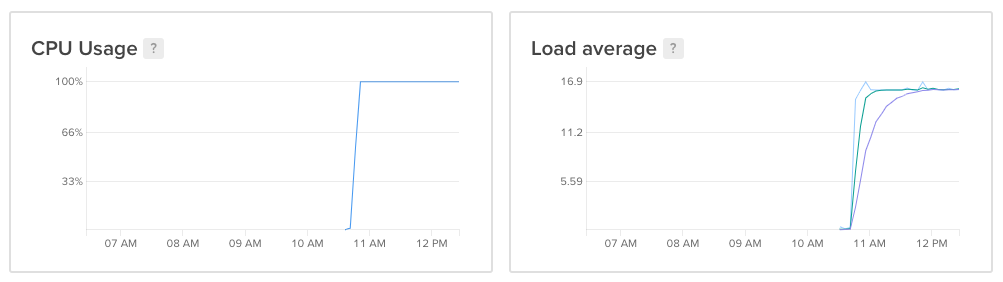 CPU Usage ?
100%
66%
33%
07 AM 08 AM 09 AM 10 AM 11 AM 12 PM
Load average ?
16.9
11.2
5.59
07 AM 08 AM 09 AM 10 AM 11 AM 12 PM